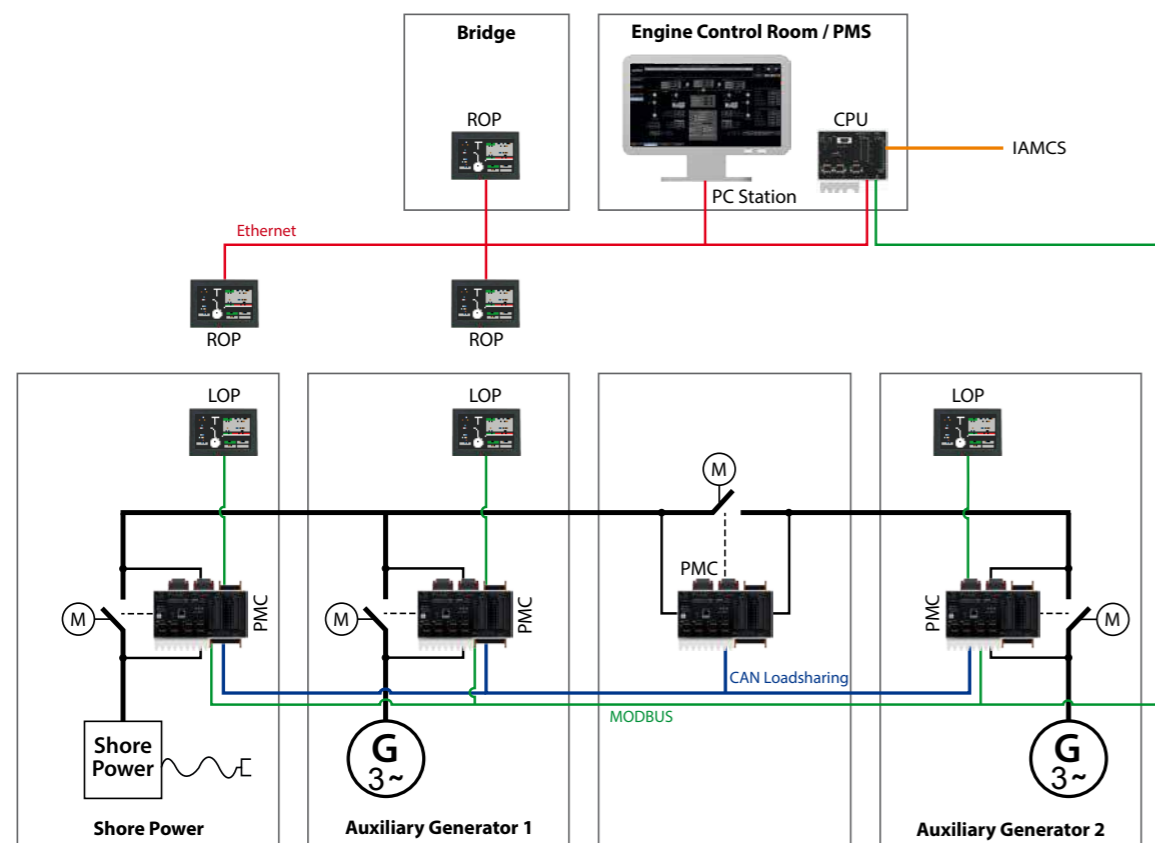 Bridge
Engine Control Room / PMS
ROP
CPU
IAMCS
PC Station
Ethernet
ROP
ROP
LOP
LOP
LOP
M
PMC
M
PMC
M
PMC
PMC
M
CAN Loadsharing
MODBUS
Shore
Power
G
3~
G
3~
Shore Power
Auxiliary Generator 1
Auxiliary Generator 2